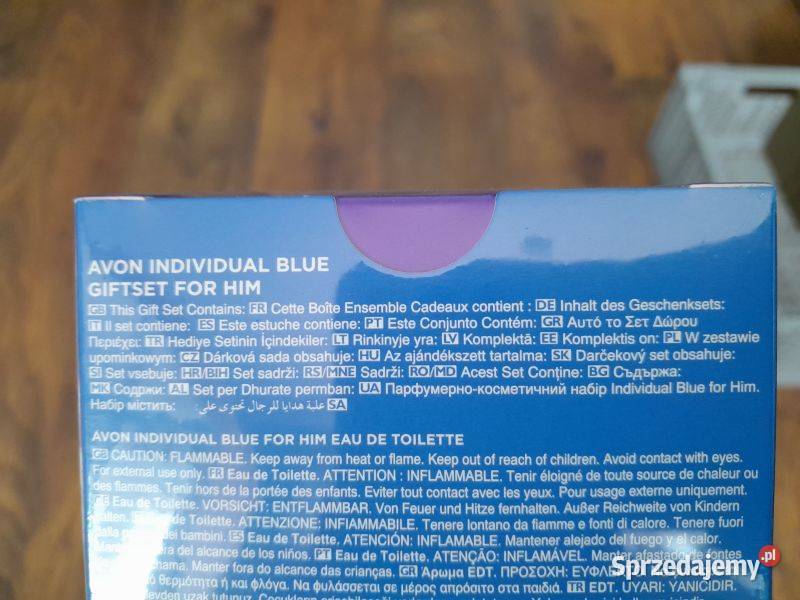 AVON INDIVIDUAL BLUE
GIFTSET FOR HIM
GB This Gift Set Contains: FR Cette Boîte Ensemble Cadeaux contient : DE Inhalt des Geschenksets:
IT Il set contiene: ES Este estuche contiene: PT Este Conjunto Contém: GR Αυτό το Σετ Δώρου
Περιέχει: TR Hediye Setinin İçindekiler: LT Rinkinyje yra: LV Komplektā: EE Komplektis on: PL W zestawie
upominkowym: CZ Dárková sada obsahuje: HU Az ajándékszett tartalma: SK Darčekový set obsahuje:
SI Set vsebuje: HR/BIH Set sadrži: RS/MNE Sadrži: RO/MD Acest Set Conține: BG Съдържа:
MK Содржи: AL Set per Dhurate permban: UA Парфумерно-косметичний набір Individual Blue for Him.
Набір містить: علبة هدايا للرجال تحتوي على SA
AVON INDIVIDUAL BLUE FOR HIM EAU DE TOILETTE
GB CAUTION: FLAMMABLE. Keep away from heat or flame. Keep out of reach of children. Avoid contact with eyes.
For external use only. FR Eau de Toilette. ATTENTION : INFLAMMABLE. Tenir éloigné de toute source de chaleur ou
des flammes. Tenir hors de la portée des enfants. Eviter tout contact avec les yeux. Pour usage externe uniquement.
DE Eau de Toilette. VORSICHT: ENTFLAMMBAR. Von Feuer und Hitze fernhalten. Außer Reichweite von Kindern
de Toilette. ATTENZIONE: INFIAMMABILE. Tenere lontano da fiamme e fonti di calore. Tenere fuori
dei bambini. ES Eau de Toilette. ATENCIÓN: INFLAMABLE. Mantener alejado del fuego y el calor.
fuera del alcance de los niños. PT Eau de Toilette. ATENÇÃO: INFLAMÁVEL. Manter afastado de fontes
chama. Manter fora do alcance das crianças. GR Άρωμα EDT. ΠΡΟΣΟΧΗ:
θερμότητα ή και φλόγα. Να φυλάσσεται σε μέρος απρόσιτο στα παιδιά. TR EDT. UYARI: YANICIDIR.
uzak tutunuz.
Sprzedajemy.pl